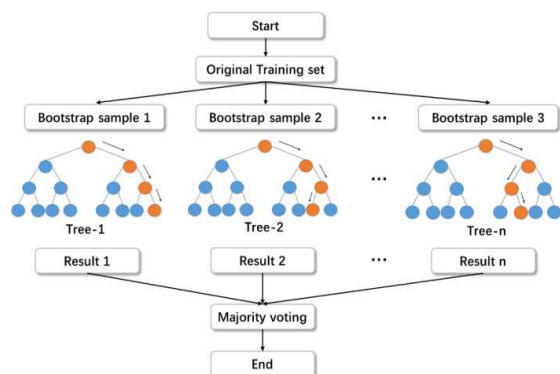 Start
Original Training set
Bootstrap sample 1
Bootstrap sample 2
...
Bootstrap sample 3
...
Tree-1
Tree-2
Tree-n
Result 1
Result 2
...
Result n
Majority voting
End